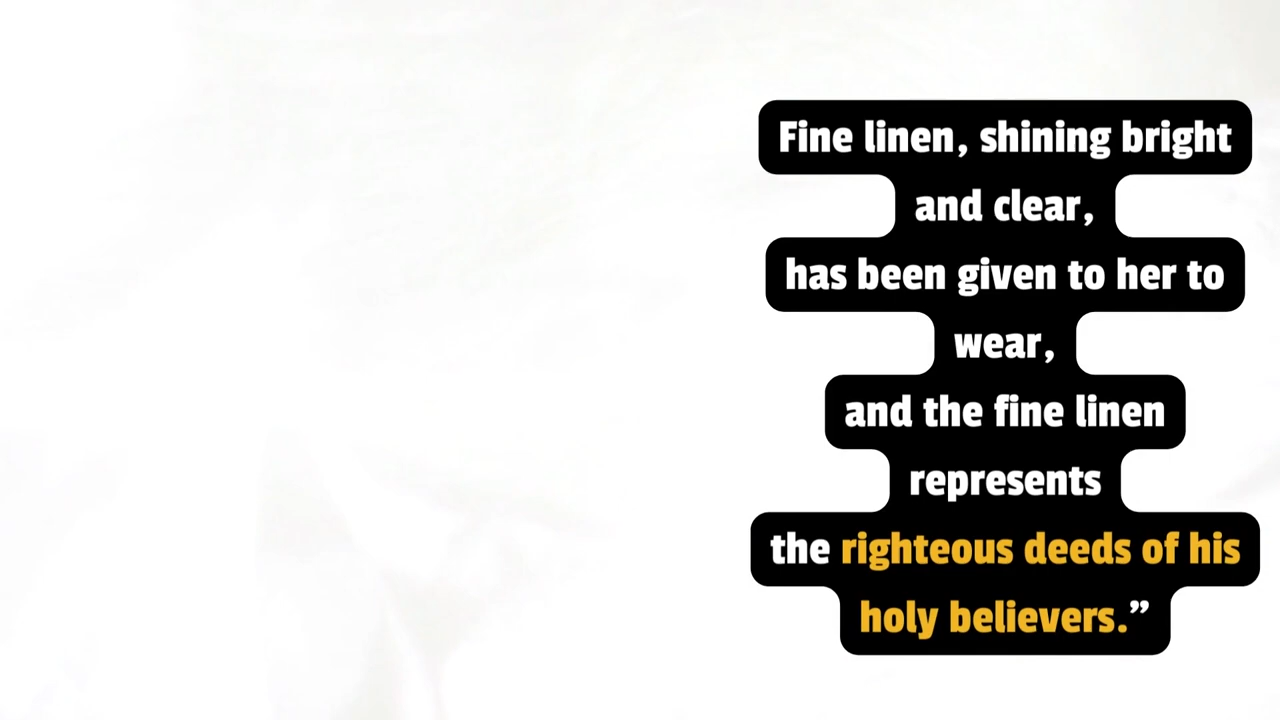 Fine linen, shining bright
and clear,
has been given to her to
wear,
and the fine linen
represents
the righteous deeds of his
holy believers.”